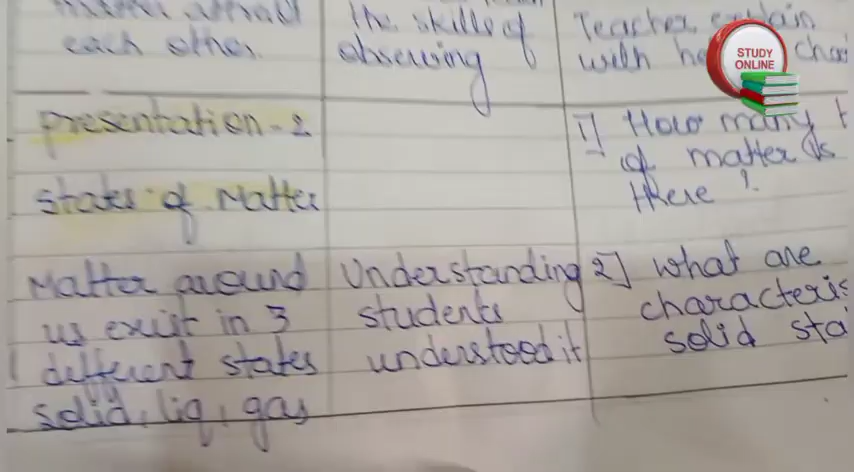 attract
each other.
the skills of
observing
Teacher explain
with
STUDY
ONLINE
Presentation-2
States of Matter
Matter around
us exist in 3
different states
solid, liq, gas
Understanding
students
understood it
1] How many
of matter is
there?
2] What are
solid